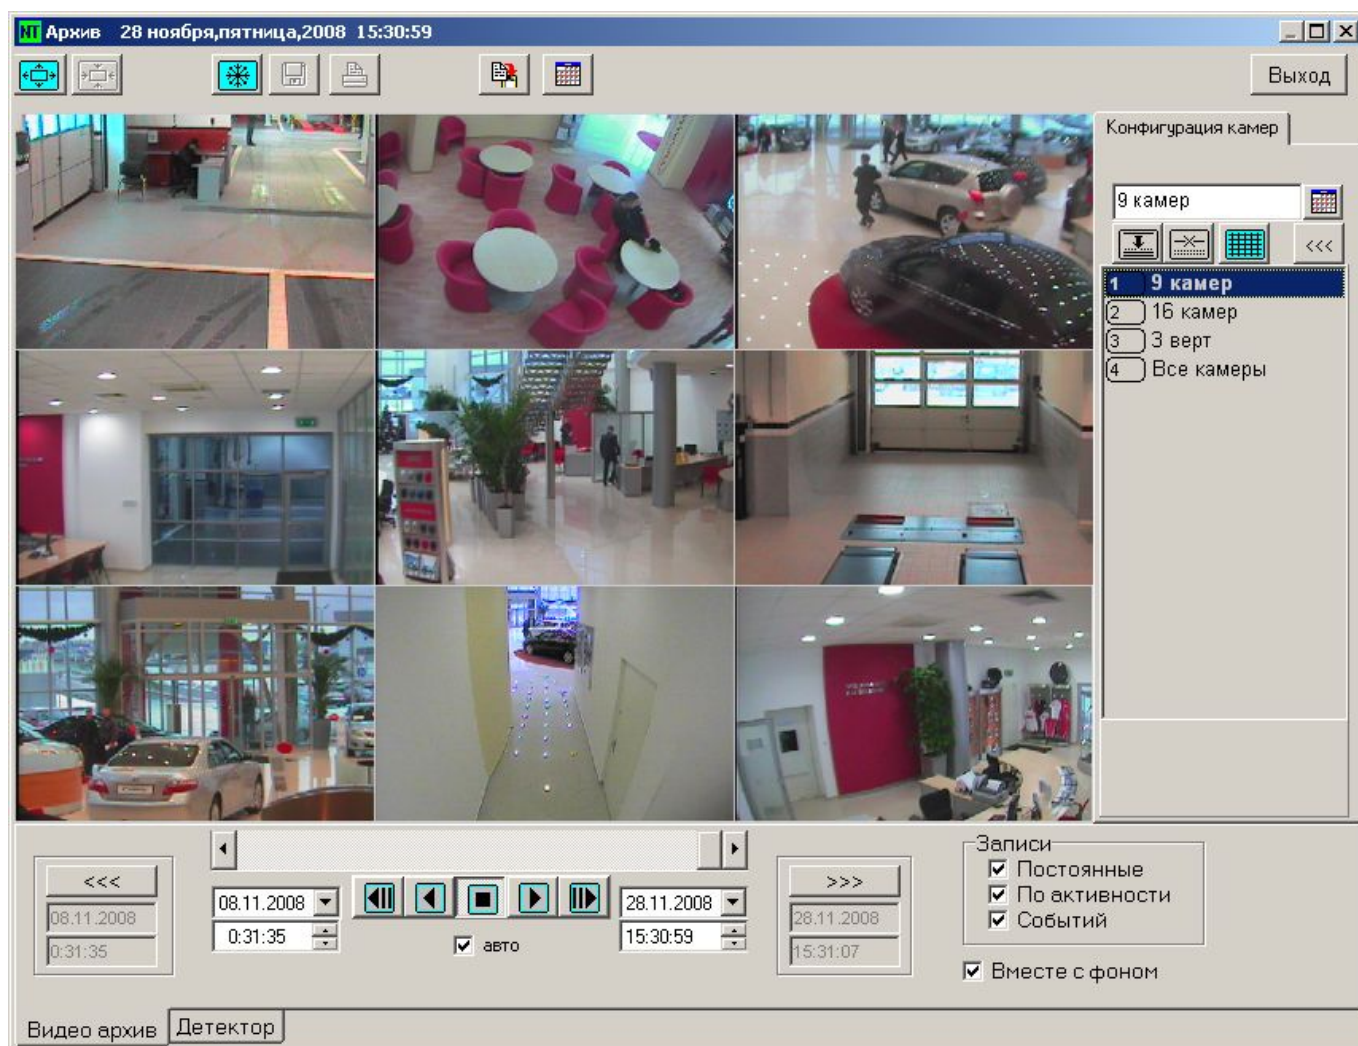 NT Архив 28 ноября,пятница,2008 15:30:59
Выход
Конфигурация камер
9 камер
<<<
1 9 камер
2 16 камер
3 3 верт
4 Все камеры
<<<
08.11.2008
0:31:35
08.11.2008
0:31:35
авто
28.11.2008
15:30:59
>>>
28.11.2008
15:31:07
Записи
Постоянные
По активности
Событий
Вместе с фоном
Видео архив
Детектор